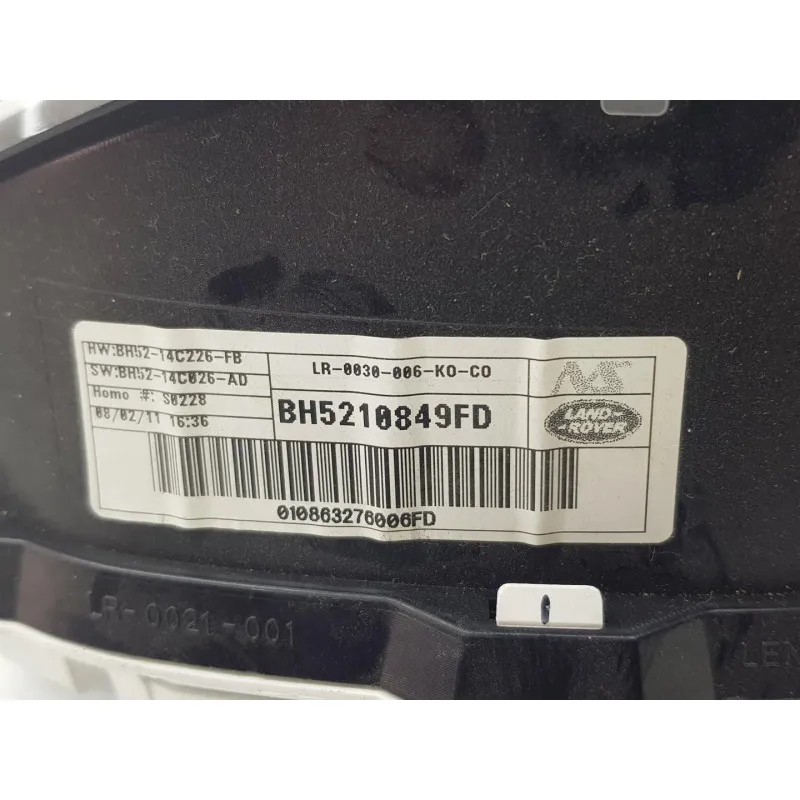 HW:BH52-14C226-FB
SW:BH52-14C026-AD
Homo #: S0228
08/02/11 16:36
LR-0030-006-KO-CO
BH5210849FD
LAND
ROVER
010863276006FD
LR-0021-001
LEN